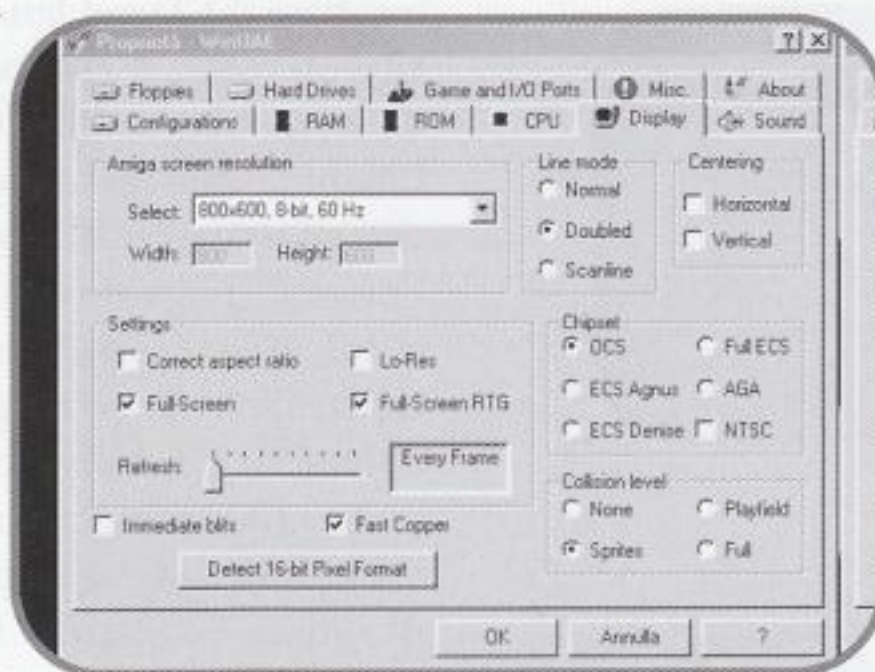 Proprietà - WinUAE
Floppies Hard Drives Game and I/O Ports Misc. About
Configurations RAM ROM CPU Display Sound
Amiga screen resolution
Select: 800x600, 8-bit, 60 Hz
Width: Height:
Line mode
Normal
Doubled
Scanline
Centering
Horizontal
Vertical
Settings
Correct aspect ratio Lo-Res
Full-Screen Full-Screen RTG
Refresh: Every Frame
Immediate blits Fast Copper
Detect 16-bit Pixel Format
Chipset
OCS Full ECS
ECS Agnus AGA
ECS Denise NTSC
Collision level
None Playfield
Sprites Full
OK Annulla ?